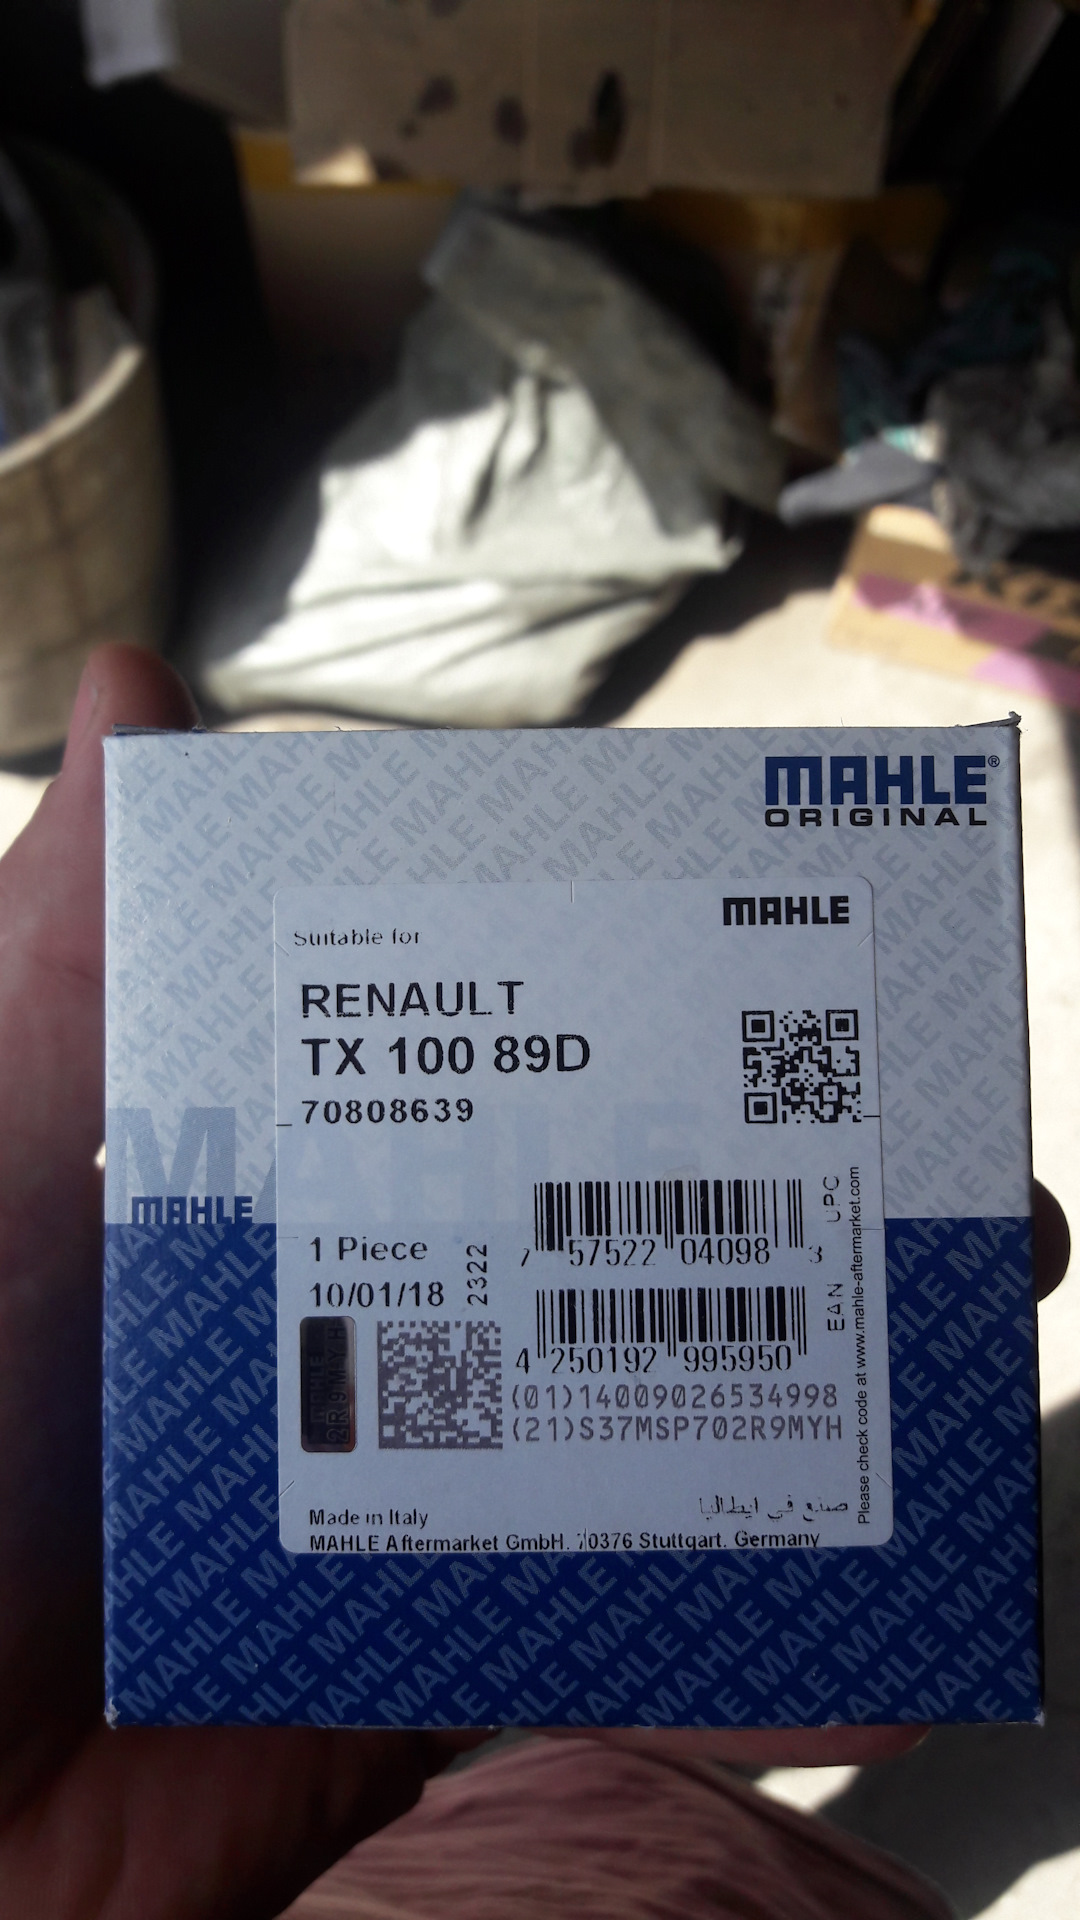 MAHLE®
ORIGINAL
MAHLE
Suitable for
RENAULT
TX 100 89D
70808639
MAHLE
1 Piece
10/01/18
2322
7 57522 04098 3
UPC
4 250192 995950
EAN
(01)14009026534998
(21)S37MSP702R9MYH
Please check code at www.mahle-aftermarket.com
MAHLE
2R9MYH
صنع في ايطاليا
Made in Italy
MAHLE Aftermarket GmbH. 70376 Stuttgart. Germany